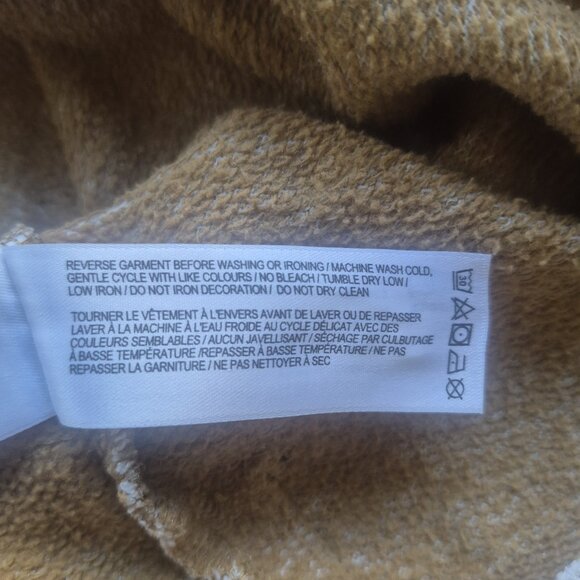 REVERSE GARMENT BEFORE WASHING OR IRONING / MACHINE WASH COLD,
GENTLE CYCLE WITH LIKE COLOURS / NO BLEACH / TUMBLE DRY LOW /
LOW IRON / DO NOT IRON DECORATION / DO NOT DRY CLEAN
TOURNER LE VÊTEMENT À L'ENVERS AVANT DE LAVER OU DE REPASSER
LAVER À LA MACHINE À L'EAU FROIDE AU CYCLE DÉLICAT AVEC DES
COULEURS SEMBLABLES / AUCUN JAVELLISANT / SÉCHAGE PAR CULBUTAGE
À BASSE TEMPÉRATURE /REPASSER À BASSE TEMPÉRATURE / NE PAS
REPASSER LA GARNITURE / NE PAS NETTOYER À SEC
30